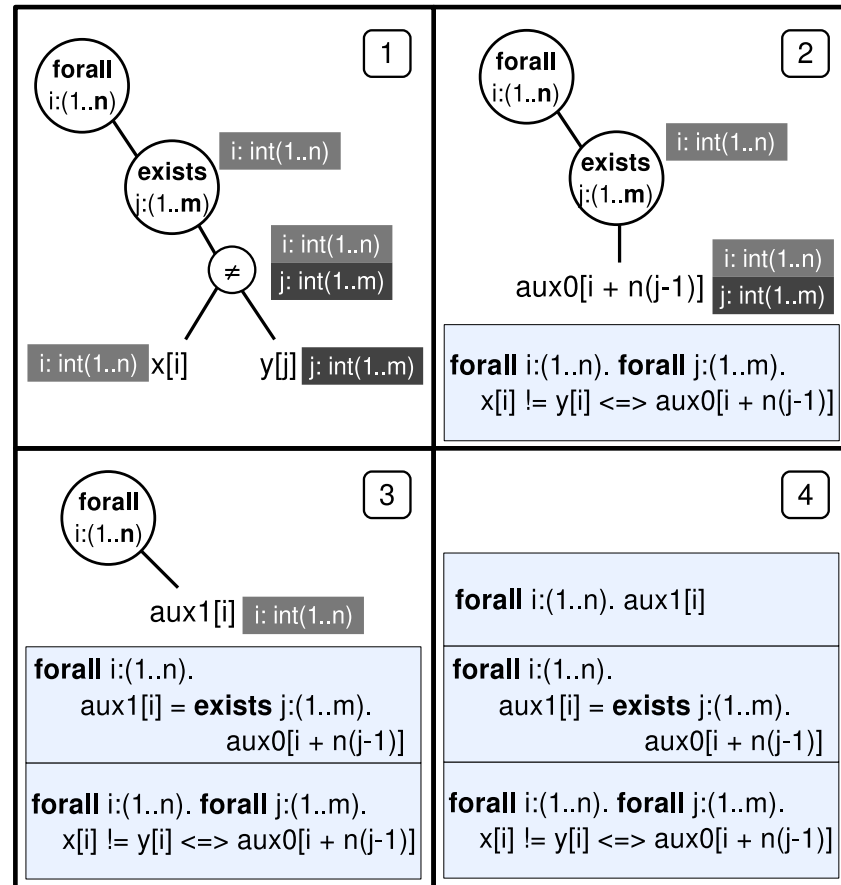 1
forall
i:(1..n)
i: int(1..n)
exists
j:(1..m)
i: int(1..n)
≠
j: int(1..m)
i: int(1..n) x[i] y[j] j: int(1..m)
2
forall
i:(1..n)
i: int(1..n)
exists
j:(1..m)
i: int(1..n)
aux0[i + n(j-1)]
j: int(1..m)
forall i:(1..n). forall j:(1..m).
x[i] != y[i] <=> aux0[i + n(j-1)]
3
forall
i:(1..n)
aux1[i] i: int(1..n)
forall i:(1..n).
aux1[i] = exists j:(1..m).
aux0[i + n(j-1)]
forall i:(1..n). forall j:(1..m).
x[i] != y[i] <=> aux0[i + n(j-1)]
4
forall i:(1..n). aux1[i]
forall i:(1..n).
aux1[i] = exists j:(1..m).
aux0[i + n(j-1)]
forall i:(1..n). forall j:(1..m).
x[i] != y[i] <=> aux0[i + n(j-1)]